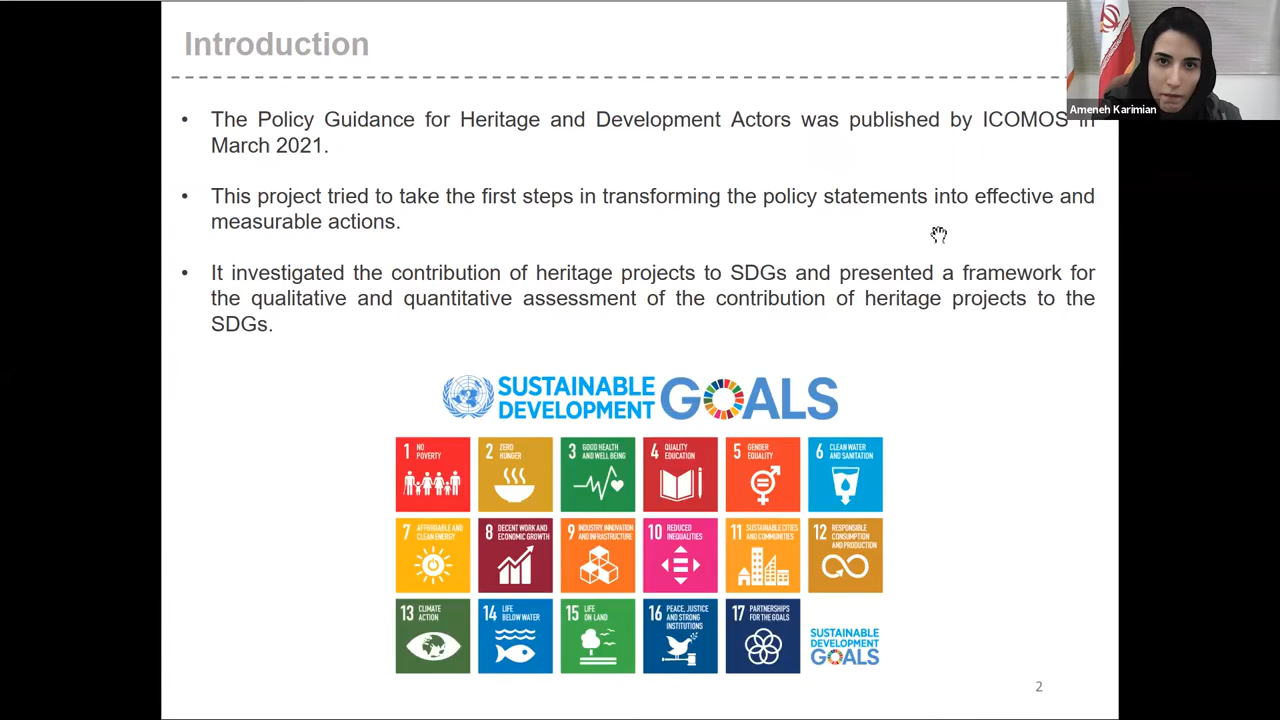 Introduction
Ameneh Karimian
• The Policy Guidance for Heritage and Development Actors was published by ICOMOS in
March 2021.
• This project tried to take the first steps in transforming the policy statements into effective and
measurable actions.
• It investigated the contribution of heritage projects to SDGs and presented a framework for
the qualitative and quantitative assessment of the contribution of heritage projects to the
SDGs.
SUSTAINABLE
DEVELOPMENT
GOALS
1 NO
POVERTY
2 ZERO
HUNGER
3 GOOD HEALTH
AND WELL BEING
4 QUALITY
EDUCATION
5 GENDER
EQUALITY
6 CLEAN WATER
AND SANITATION
7 AFFORDABLE AND
CLEAN ENERGY
8 DECENT WORK AND
ECONOMIC GROWTH
9 INDUSTRY, INNOVATION
AND INFRASTRUCTURE
10 REDUCED
INEQUALITIES
11 SUSTAINABLE CITIES
AND COMMUNITIES
12 RESPONSIBLE
CONSUMPTION
AND PRODUCTION
13 CLIMATE
ACTION
14 LIFE
BELOW WATER
15 LIFE
ON LAND
16 PEACE, JUSTICE
AND STRONG
INSTITUTIONS
17 PARTNERSHIPS
FOR THE GOALS
SUSTAINABLE
DEVELOPMENT
GOALS
2